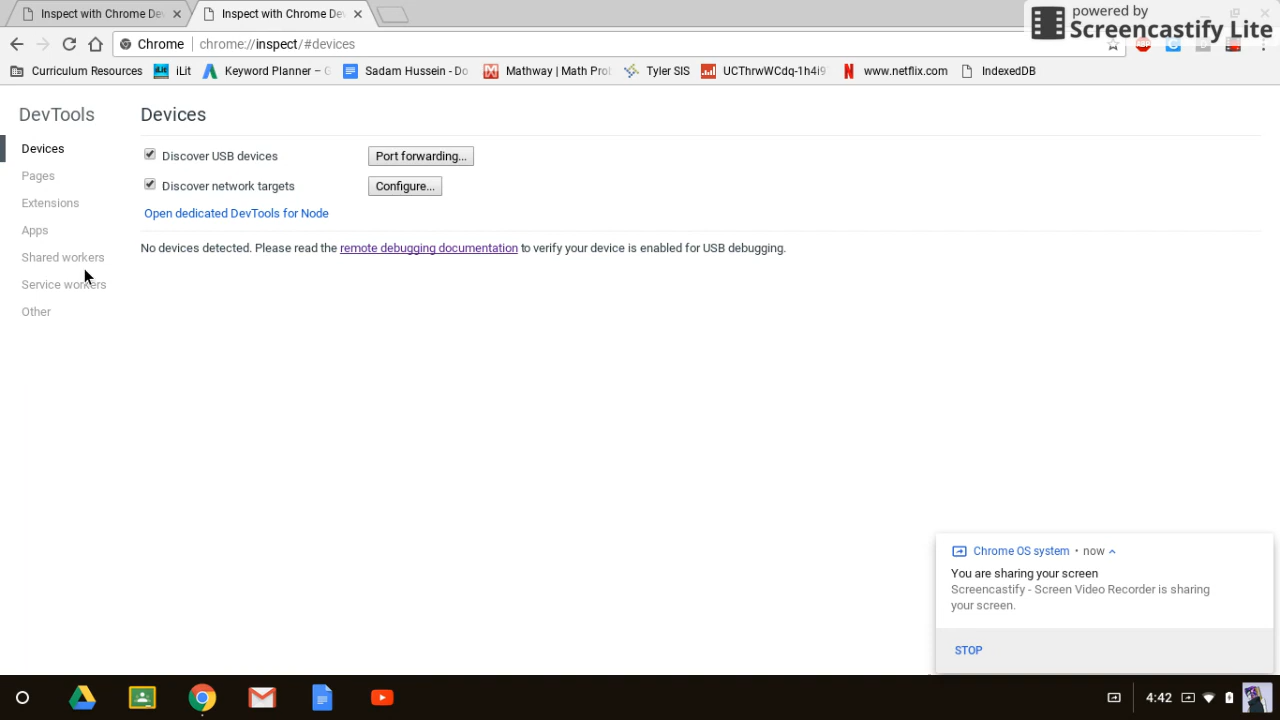 Inspect with Chrome Dev
Inspect with Chrome Dev
powered by
Screencastify Lite
Chrome chrome://inspect/#devices
Curriculum Resources iLit Keyword Planner – G Sadam Hussein - Do Mathway | Math Pro Tyler SIS UCThrwWCdq-1h4i9 www.netflix.com IndexedDB
DevTools
Devices
Pages
Extensions
Apps
Shared workers
Service workers
Other
Devices
Discover USB devices Port forwarding...
Discover network targets Configure...
Open dedicated DevTools for Node
No devices detected. Please read the remote debugging documentation to verify your device is enabled for USB debugging.
Chrome OS system • now
You are sharing your screen
Screencastify - Screen Video Recorder is sharing
your screen.
STOP
4:42